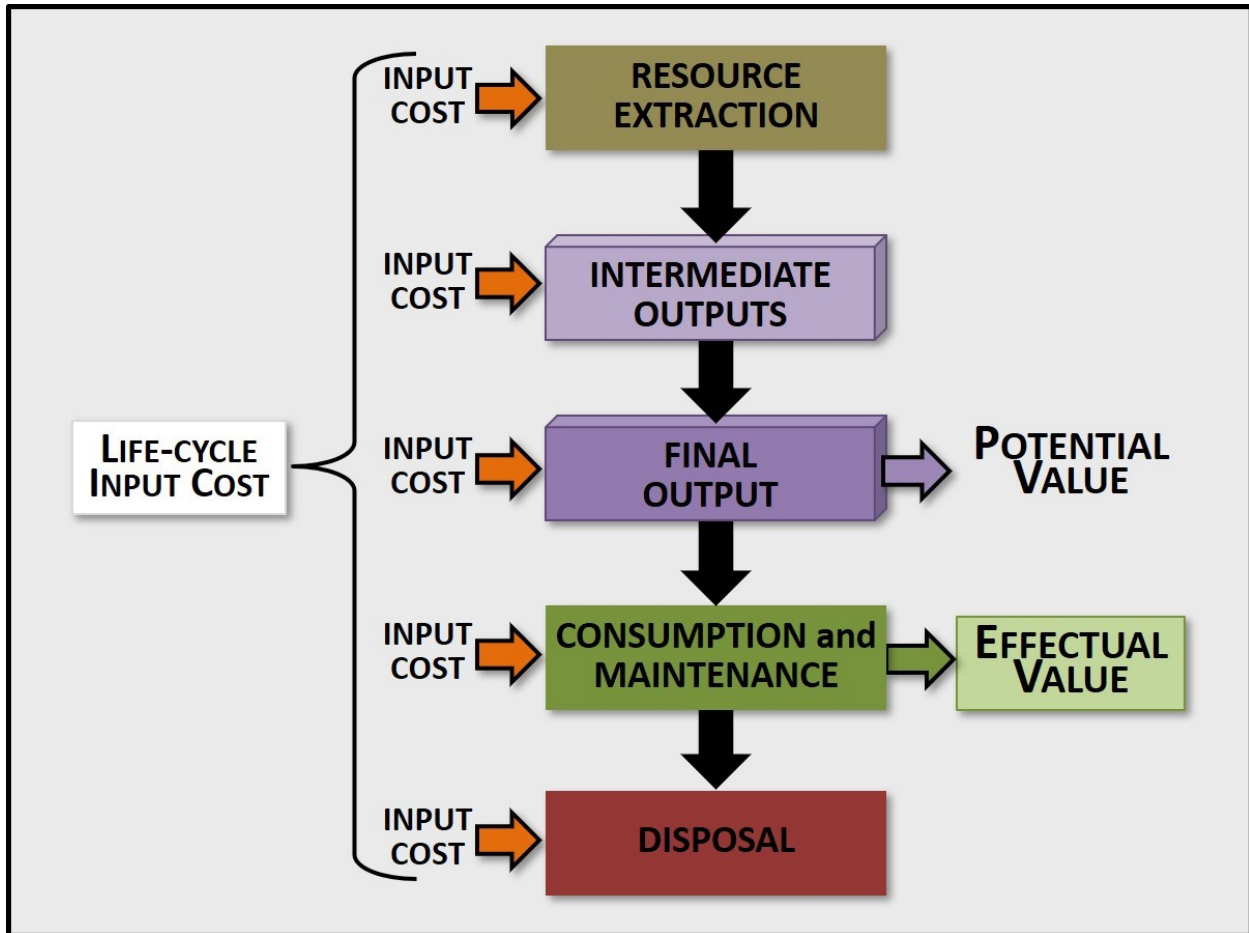 INPUT
COST
RESOURCE
EXTRACTION
INPUT
COST
INTERMEDIATE
OUTPUTS
LIFE-CYCLE
INPUT COST
INPUT
COST
FINAL
OUTPUT
POTENTIAL
VALUE
INPUT
COST
CONSUMPTION and
MAINTENANCE
EFFECTUAL
VALUE
INPUT
COST
DISPOSAL